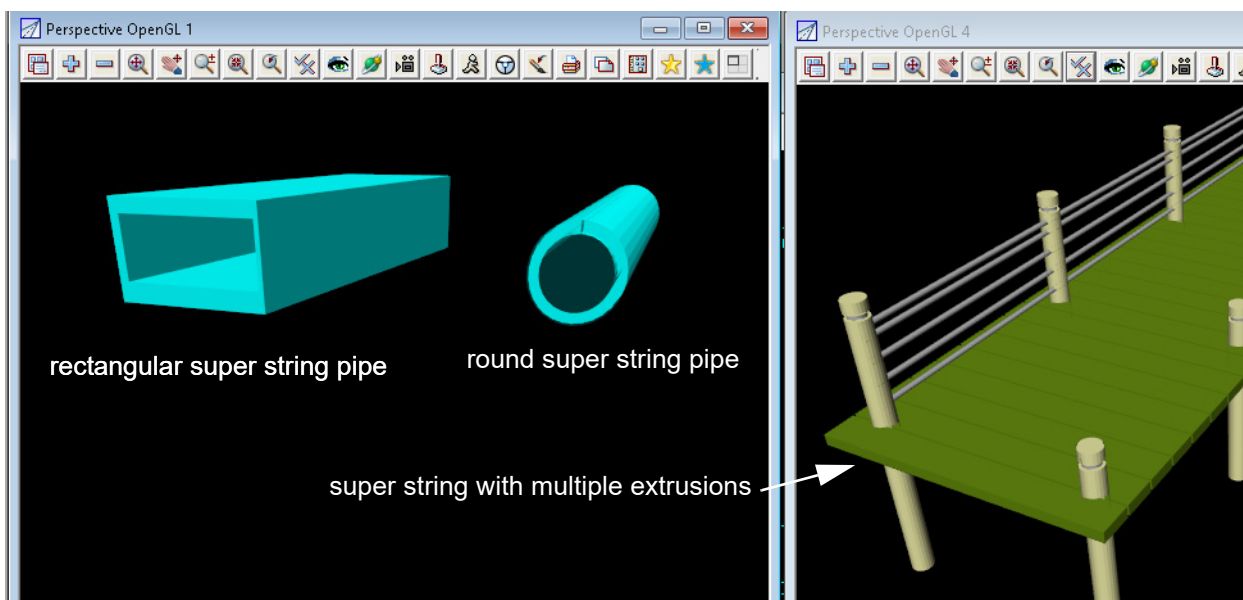 Perspective OpenGL 1
Perspective OpenGL 4
rectangular super string pipe
round super string pipe
super string with multiple extrusions